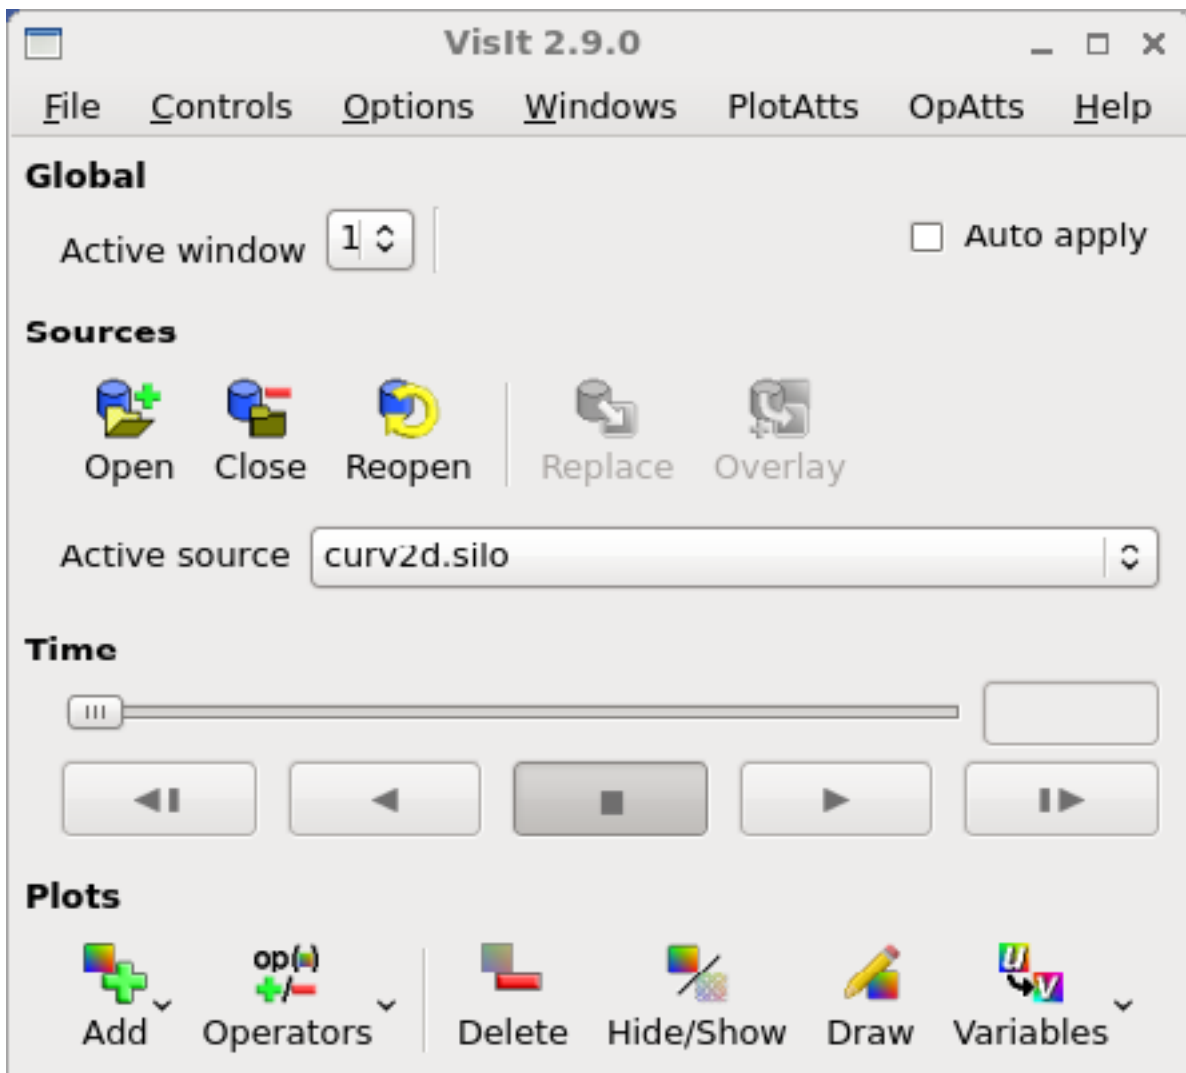 VisIt 2.9.0
File Controls Options Windows PlotAtts OpAtts Help
Global
Active window 1 Auto apply
Sources
Open Close Reopen Replace Overlay
Active source curv2d.silo
Time
Plots
op( ) +/-
u v
Add Operators Delete Hide/Show Draw Variables